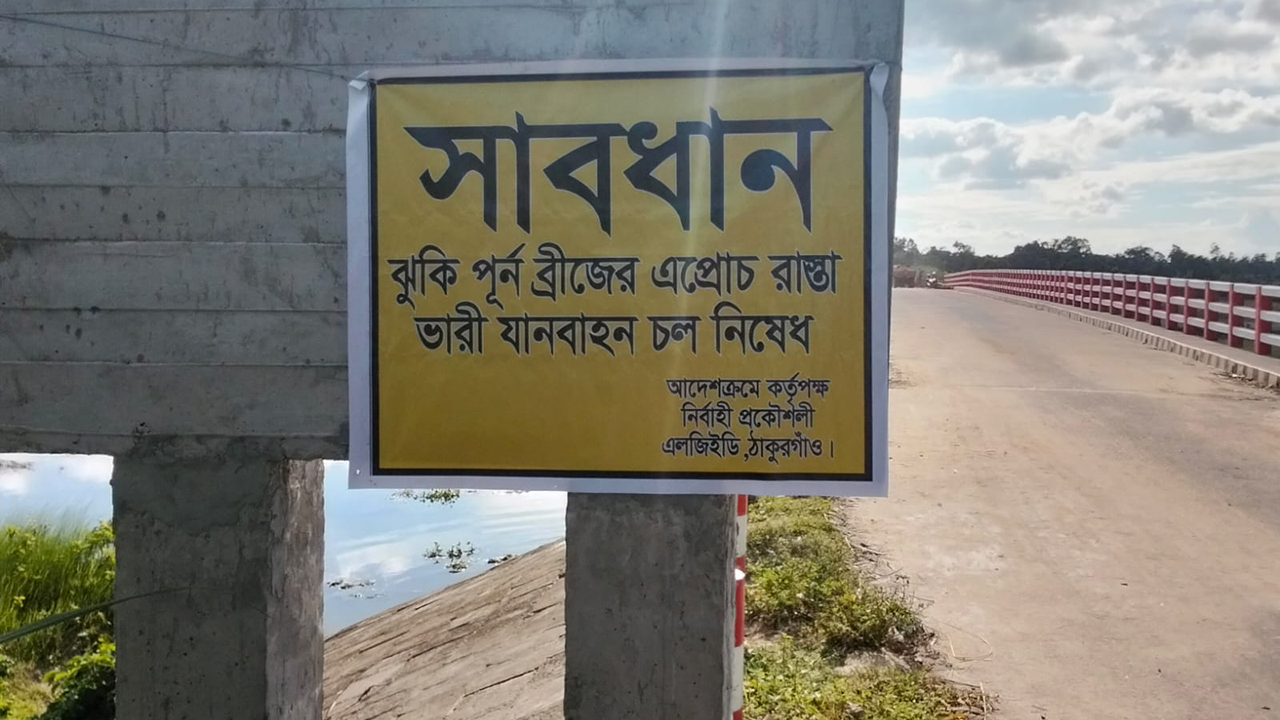 সাবধান
ঝুকি পূর্ন ব্রীজের এপ্রোচ রাস্তা
ভারী যানবাহন চল নিষেধ
আদেশক্রমে কর্তৃপক্ষ
নির্বাহী প্রকৌশলী
এলজিইডি ,ঠাকুরগাঁও।